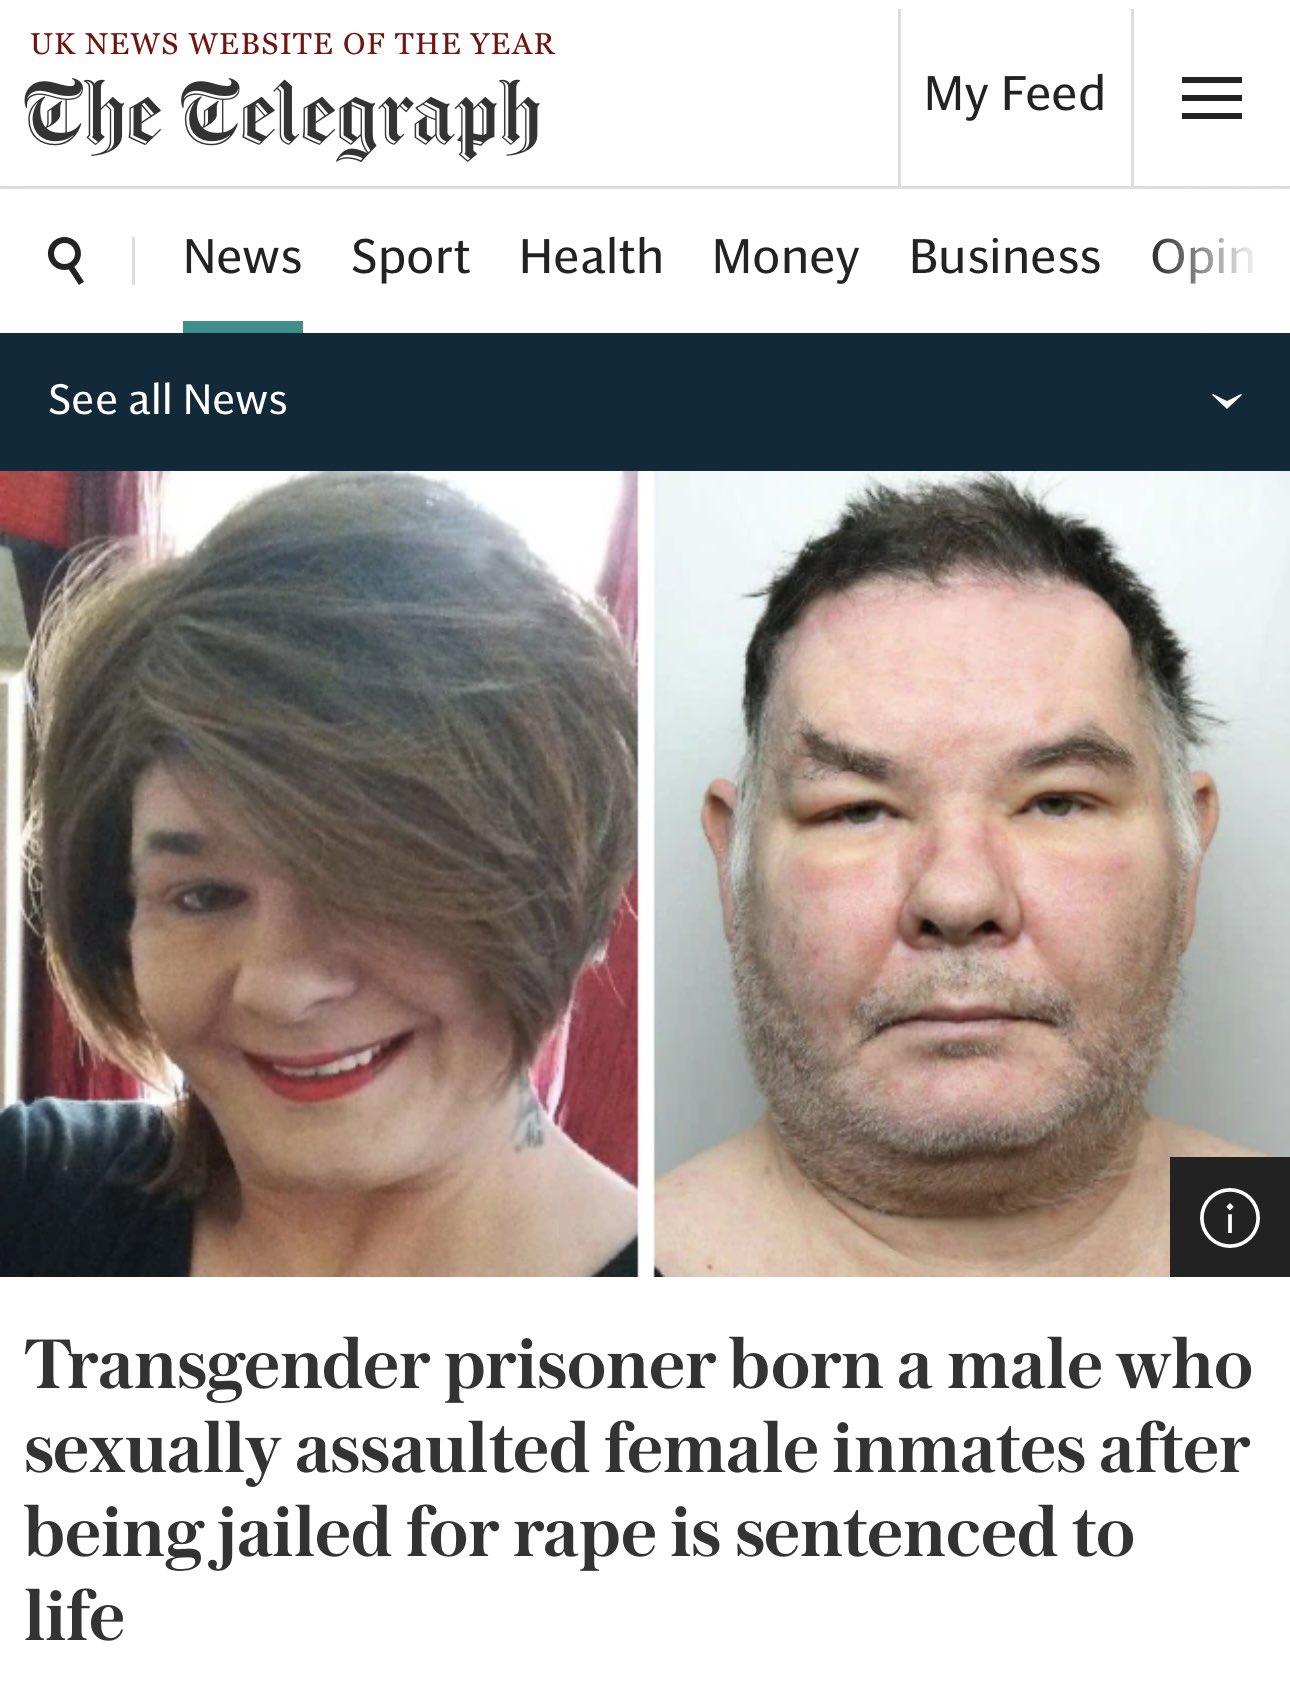 UK NEWS WEBSITE OF THE YEAR
The Telegraph
My Feed
News Sport Health Money Business Opin
See all News
Transgender prisoner born a male who
sexually assaulted female inmates after
being jailed for rape is sentenced to
life